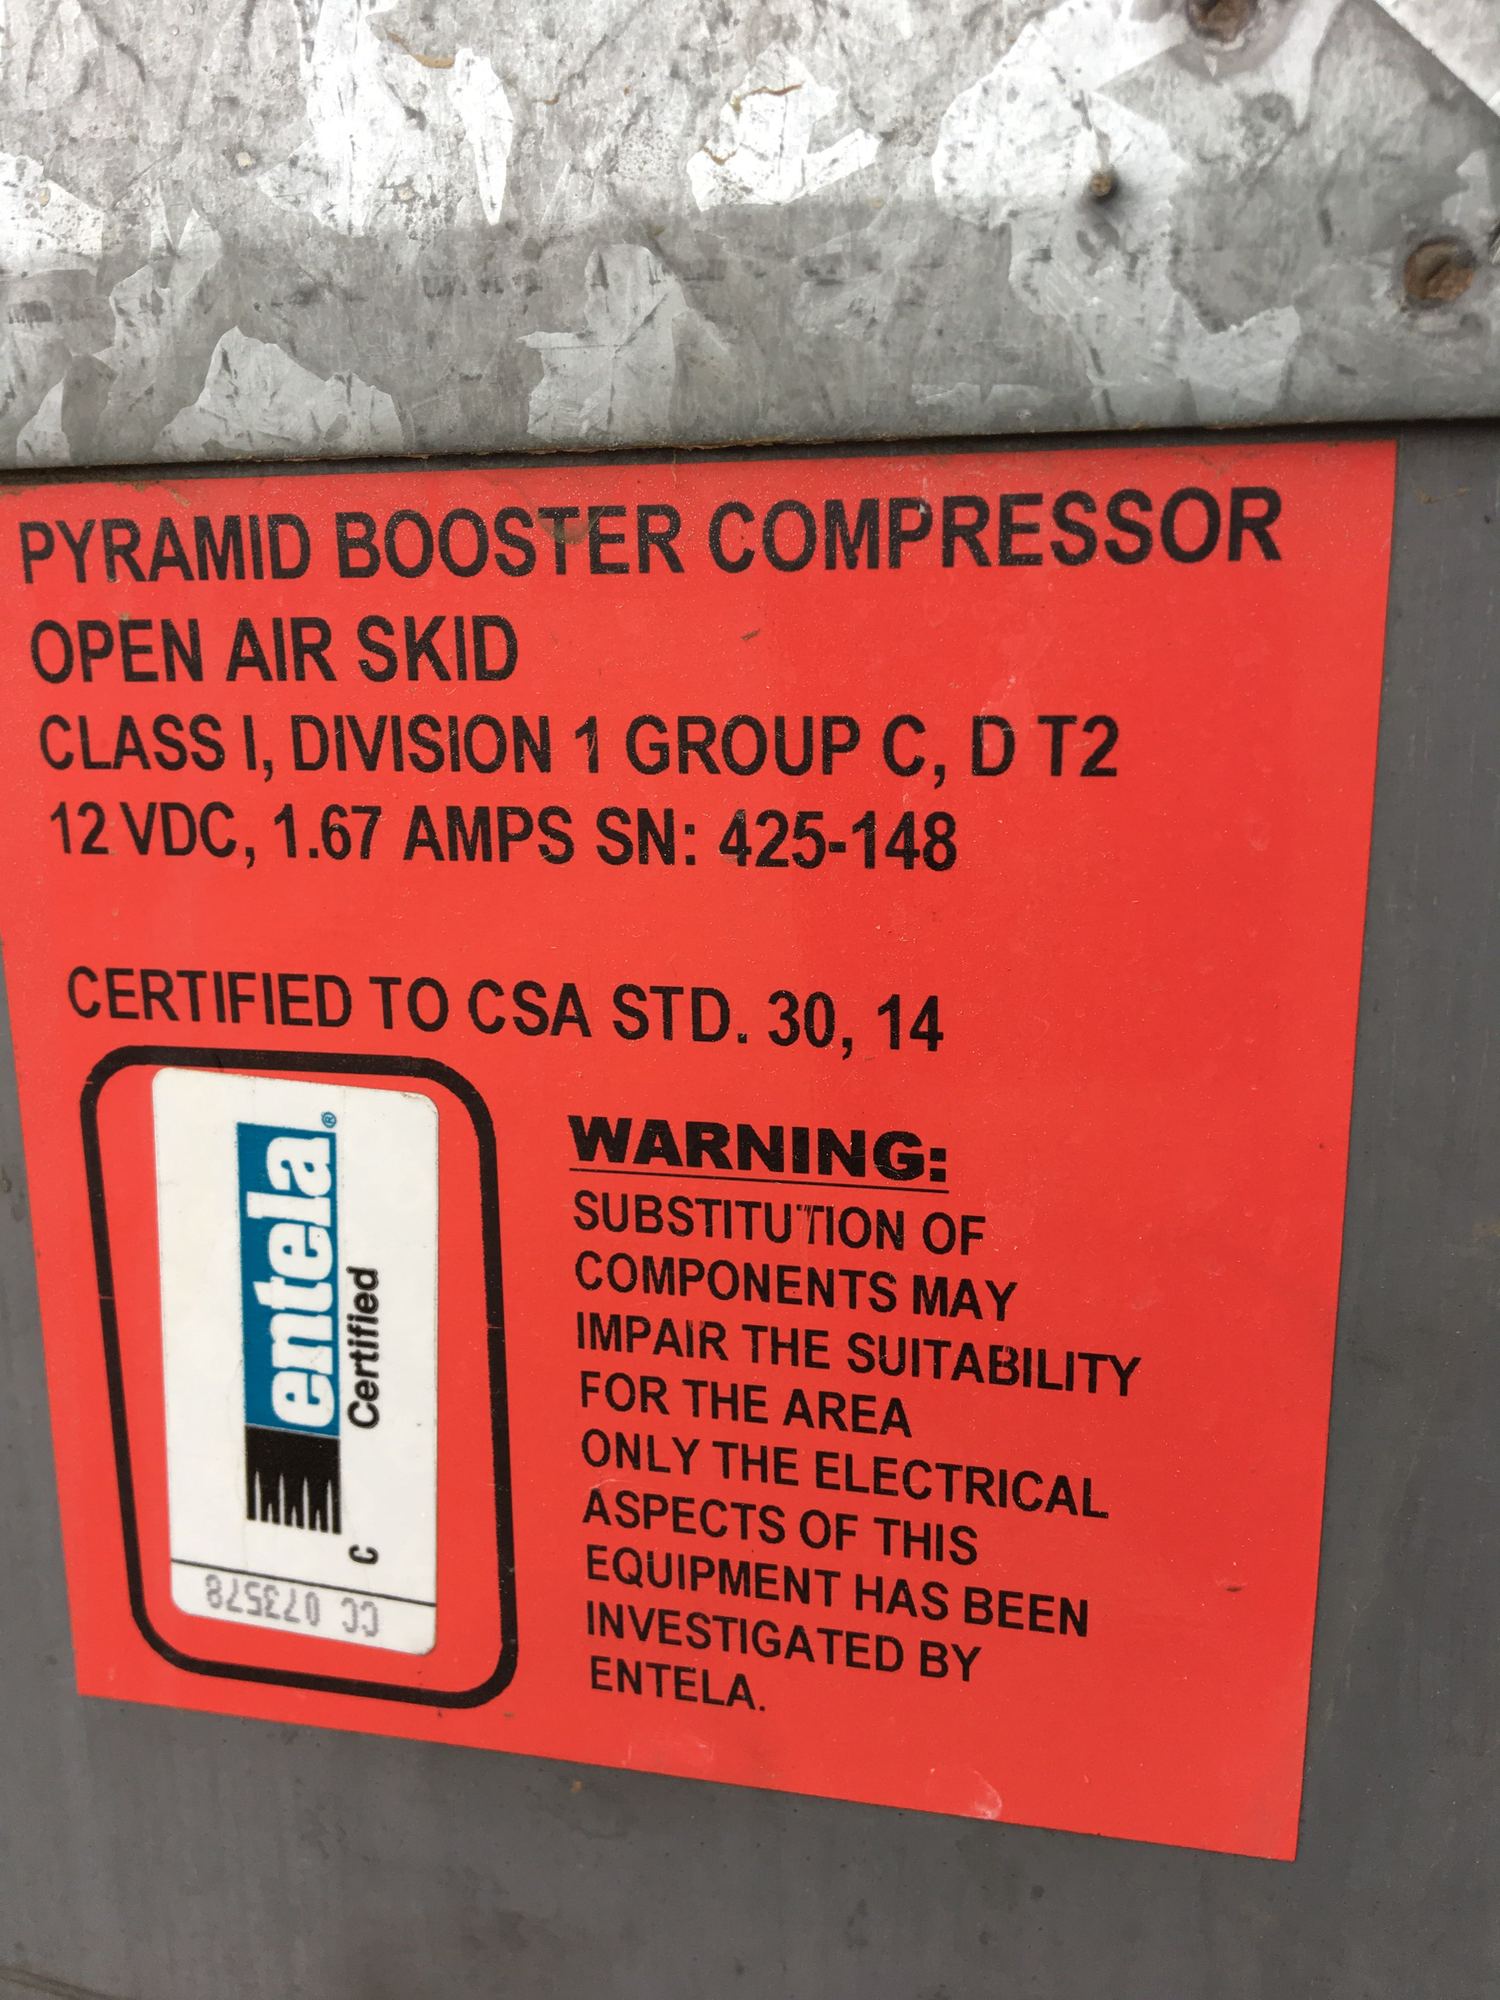 PYRAMID BOOSTER COMPRESSOR
OPEN AIR SKID
CLASS I, DIVISION 1 GROUP C, D T2
12 VDC, 1.67 AMPS SN: 425-148
CERTIFIED TO CSA STD. 30, 14
entela®
Certified
C
CC 073578
WARNING:
SUBSTITUTION OF
COMPONENTS MAY
IMPAIR THE SUITABILITY
FOR THE AREA
ONLY THE ELECTRICAL
ASPECTS OF THIS
EQUIPMENT HAS BEEN
INVESTIGATED BY
ENTELA.